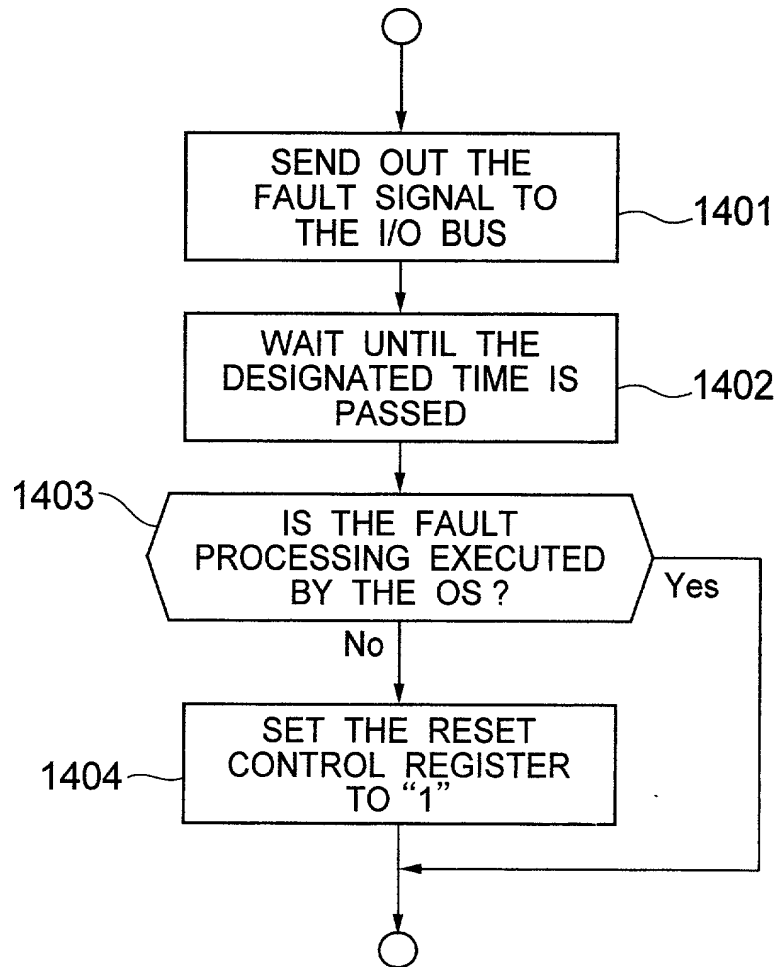 SEND OUT THE
FAULT SIGNAL TO
THE I/O BUS
1401
WAIT UNTIL THE
DESIGNATED TIME IS
PASSED
1402
1403
IS THE FAULT
PROCESSING EXECUTED
BY THE OS ?
Yes
No
SET THE RESET
CONTROL REGISTER
TO “1”
1404